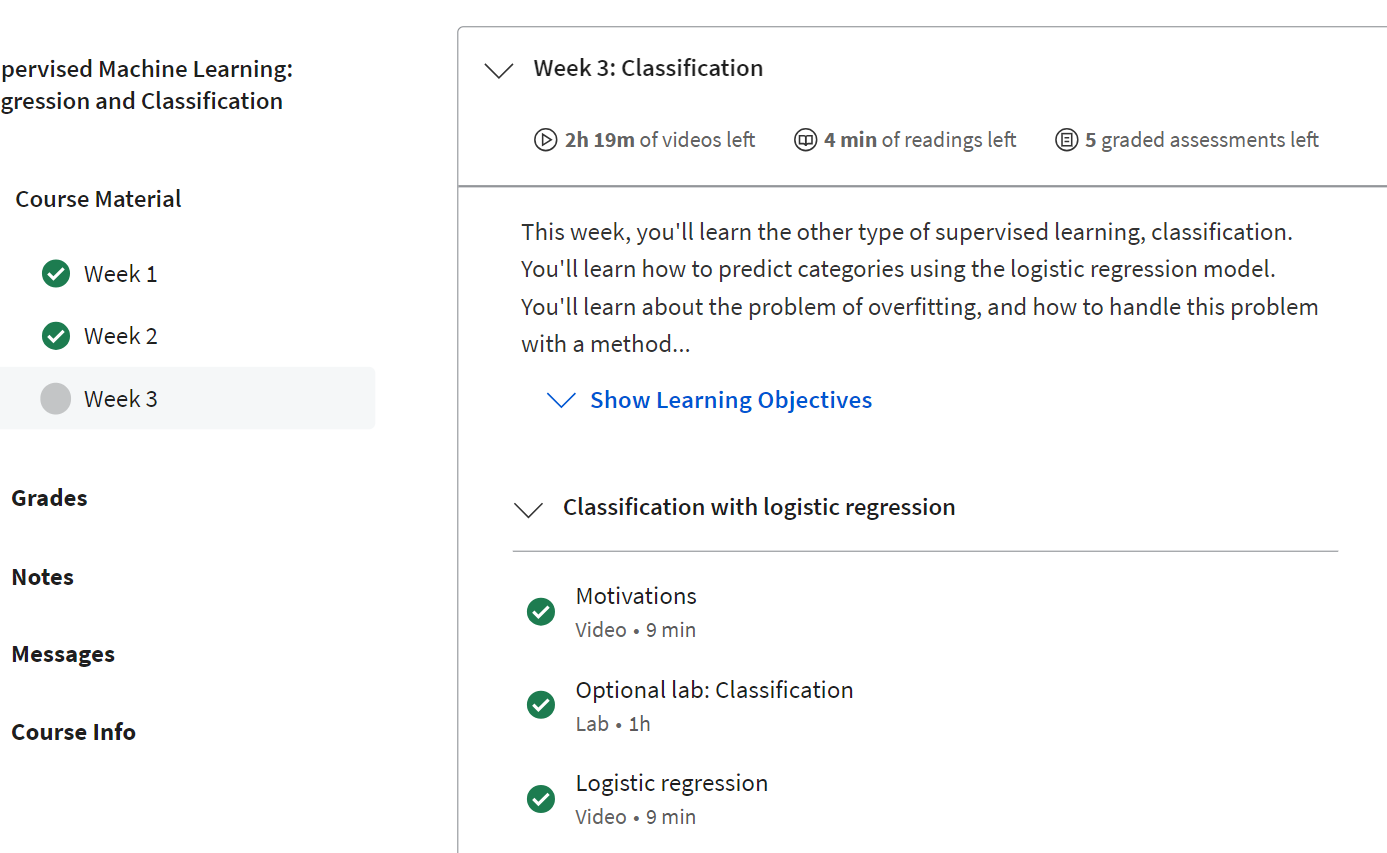 pervised Machine Learning:
gression and Classification
Course Material
Week 1
Week 2
Week 3
Grades
Notes
Messages
Course Info
Week 3: Classification
2h 19m of videos left 4 min of readings left 5 graded assessments left
This week, you'll learn the other type of supervised learning, classification.
You'll learn how to predict categories using the logistic regression model.
You'll learn about the problem of overfitting, and how to handle this problem
with a method...
Show Learning Objectives
Classification with logistic regression
Motivations
Video • 9 min
Optional lab: Classification
Lab • 1h
Logistic regression
Video • 9 min